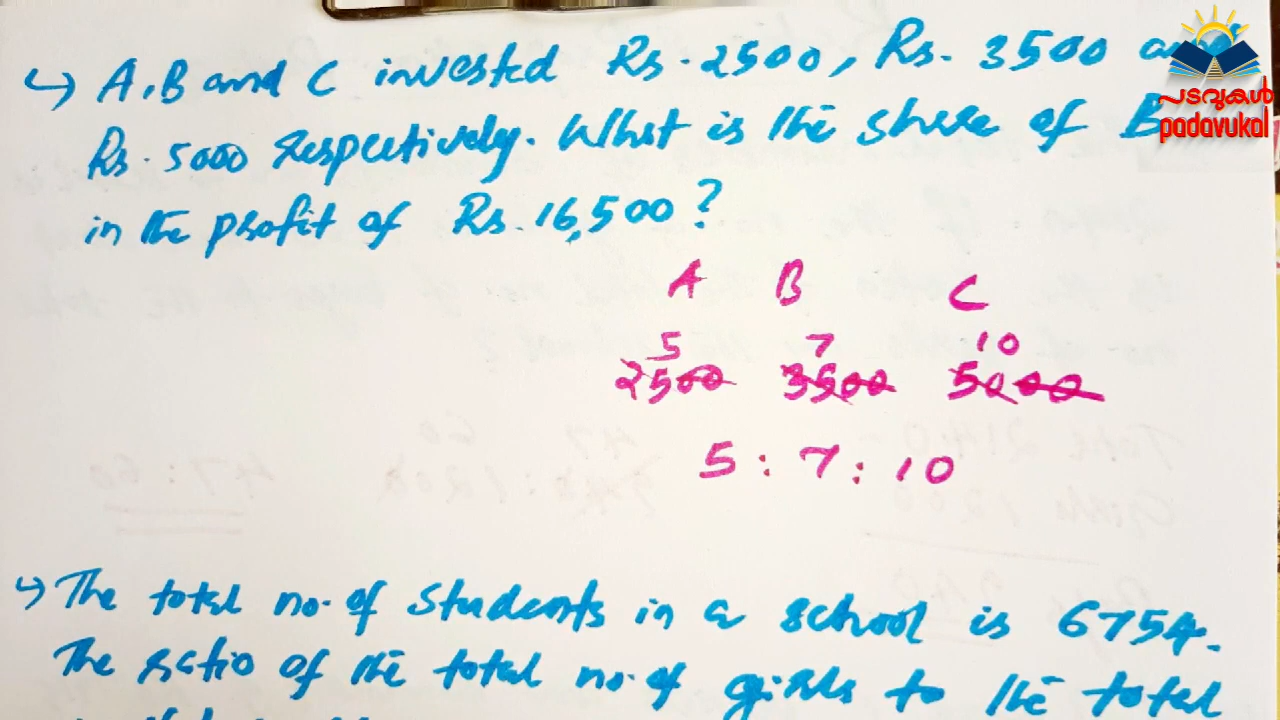 ↳ A, B and C invested Rs. 2500, Rs. 3500
Rs. 5000 respectively. What is the share of B
in the profit of Rs. 16,500?
പടവുകൾ
padavukal
A B C
5 7 10
2500 3500 5000
5 : 7 : 10
↳ The total no. of students in a school is 6754.
The ratio of the total no. of girls to the total